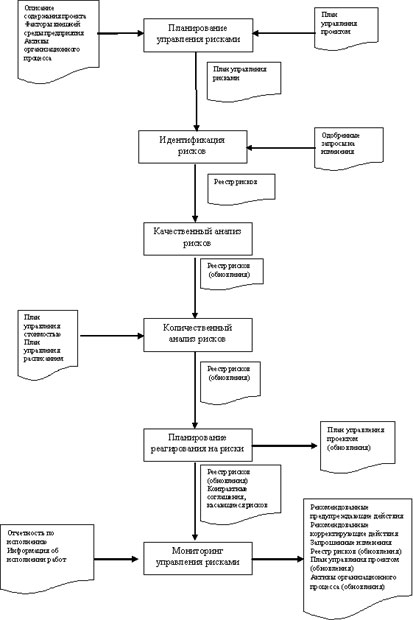 Описание
содержания проекта
Факторы внешней
среды предприятия
Активы
организационного
процесса
Планирование
управления рисками
План
управления
проектом
План управления
рисками
Идентификация
рисков
Одобренные
запросы на
изменения
Реестр рисков
Качественный анализ
рисков
Реестр рисков
(обновления)
План
управления
стоимостью
План
управления
расписанием
Количественный
анализ рисков
Реестр рисков
(обновления)
Планирование
реагирования на риски
План управления
проектом
(обновления)
Реестр рисков
(обновления)
Контрактные
соглашения,
касающиеся рисков
Отчетность по
исполнению
Информация об
исполнении работ
Мониторинг
управления рисками
Рекомендованные
предупреждающие действия
Рекомендованные
корректирующие действия
Запрошенные изменения
Реестр рисков (обновления)
План управления проектом
(обновления)
Активы организационного
процесса (обновления)